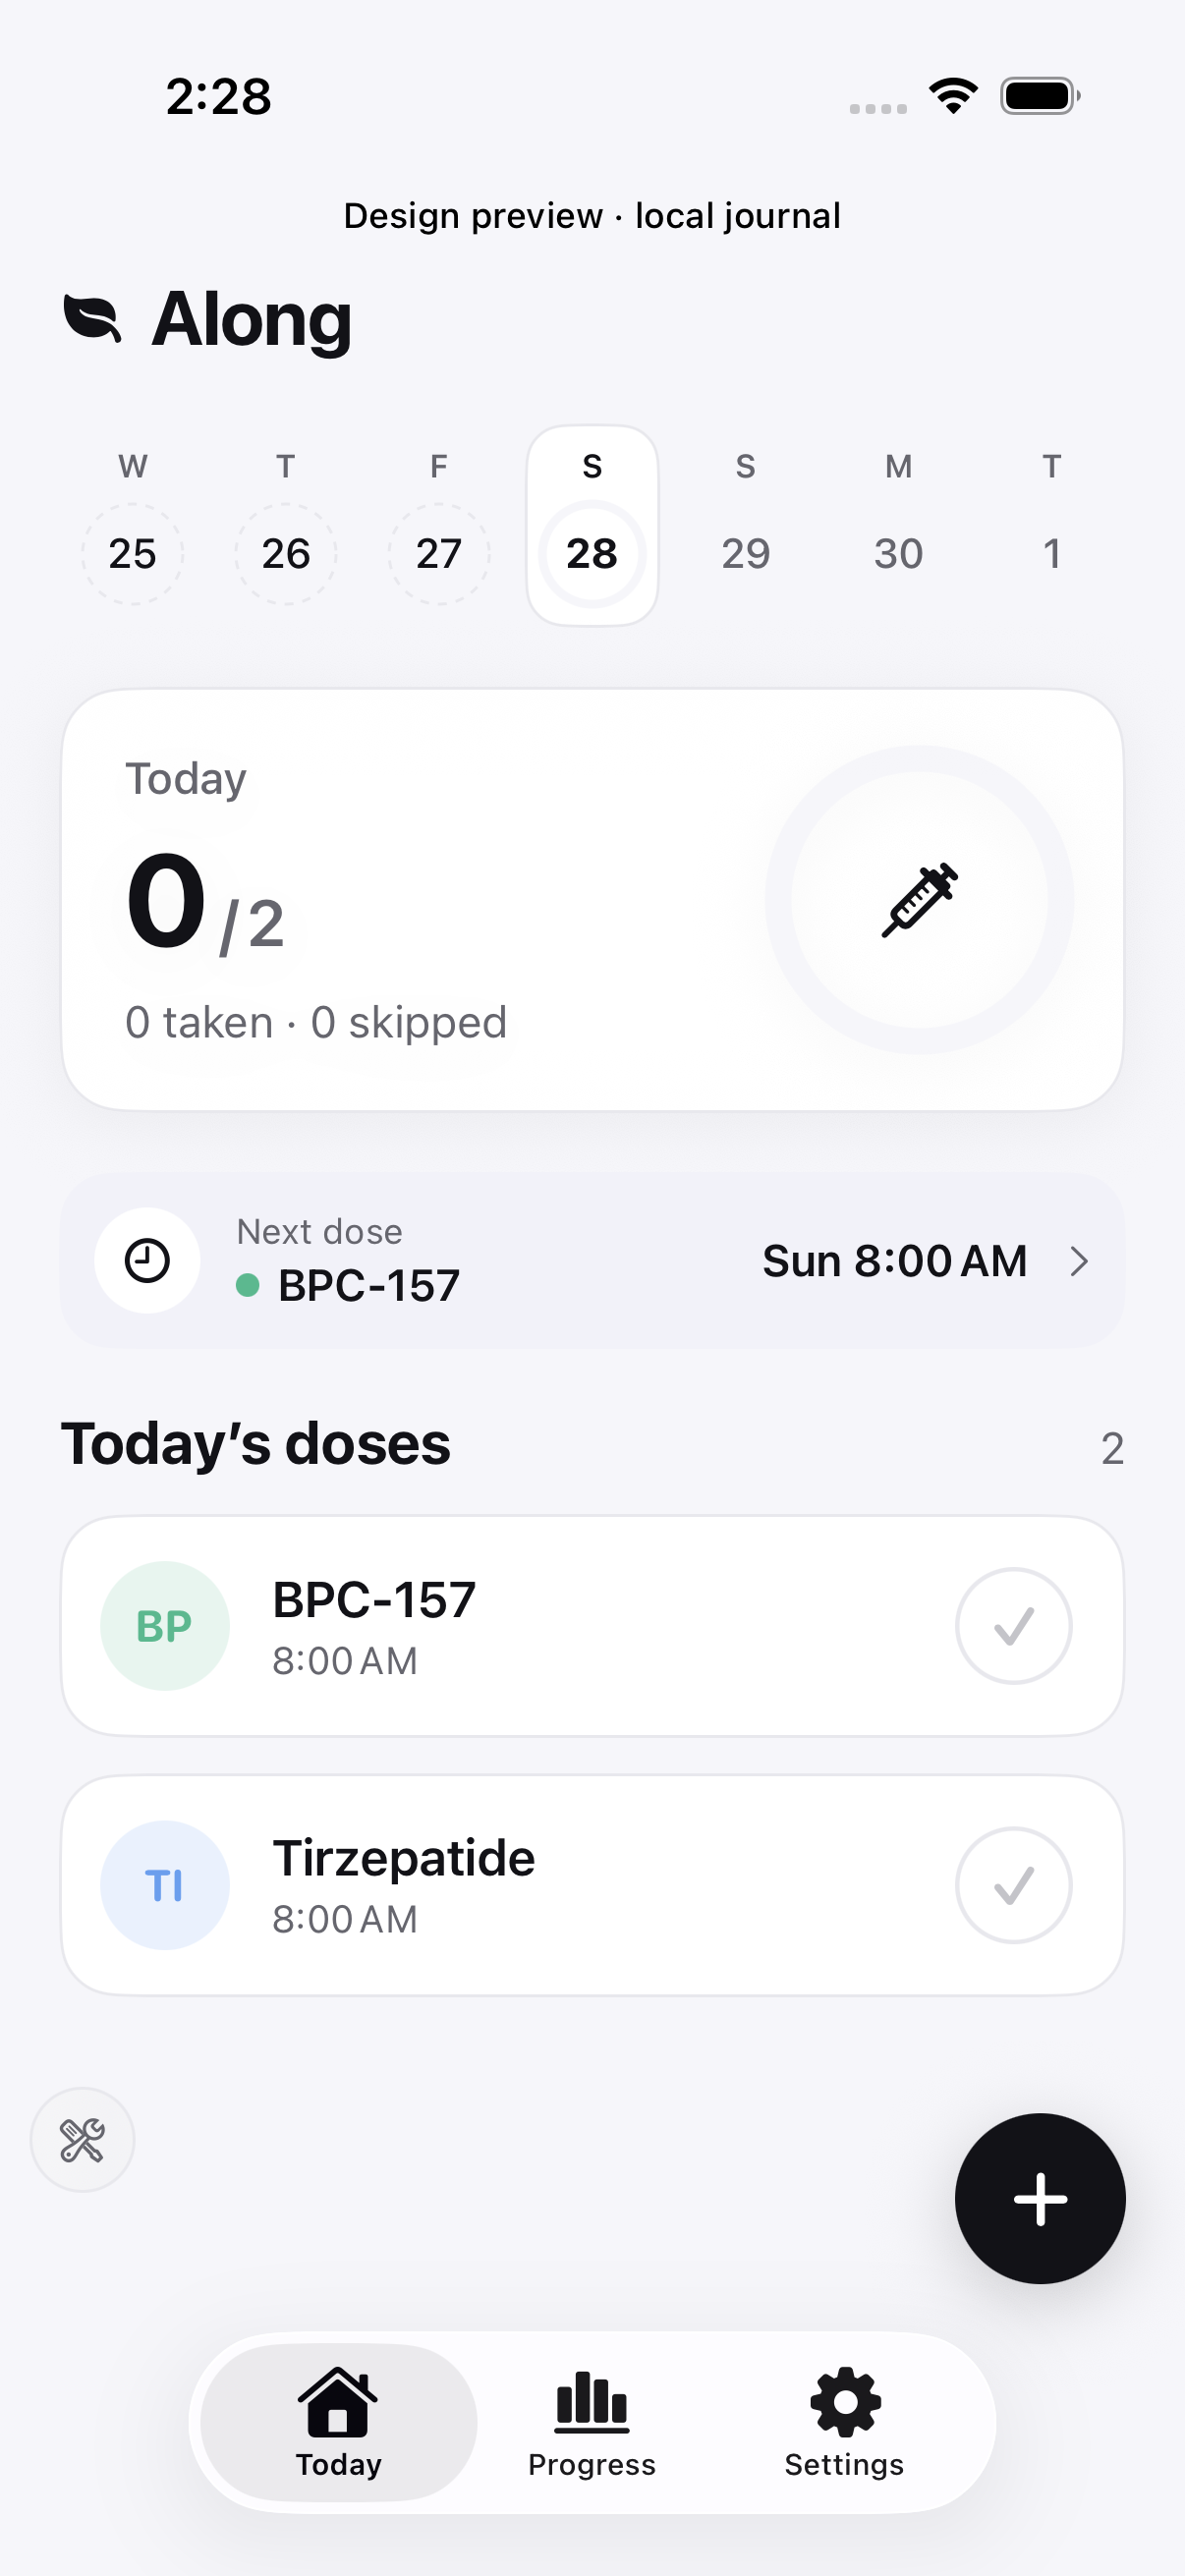 2:28
Design preview · local journal
Along
W T F S S M T
25 26 27 28 29 30 1
Today
0/2
0 taken · 0 skipped
Next dose
BPC-157
Sun 8:00 AM
Today’s doses
2
BP
BPC-157
8:00 AM
TI
Tirzepatide
8:00 AM
Today Progress Settings